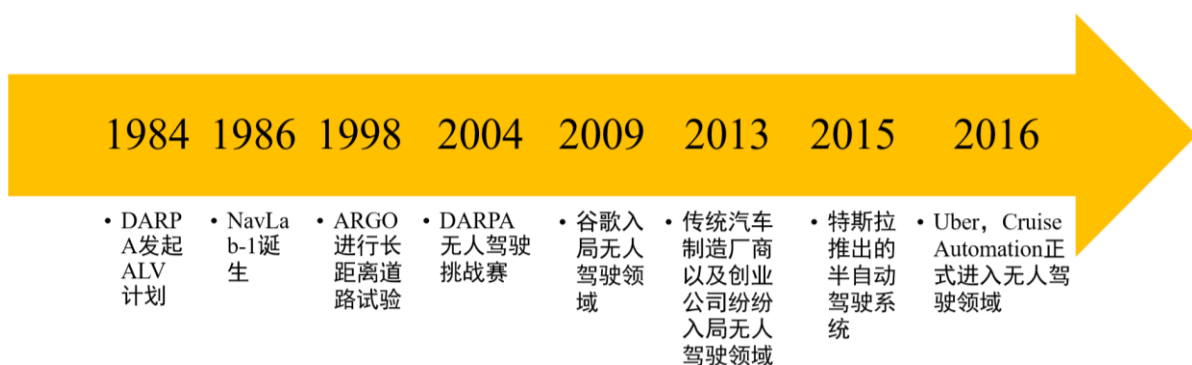 1984 1986 1998 2004 2009 2013 2015 2016
• DARP
A发起
ALV
计划
• NavLa
b-1诞
生
• ARGO
进行长
距离道
路试验
• DARPA
无人驾驶
挑战赛
• 谷歌入
局无人
驾驶领
域
• 传统汽车
制造厂商
以及创业
公司纷纷
入局无人
驾驶领域
• 特斯拉
推出的
半自动
驾驶系
统
• Uber，Cruise
Automation正
式进入无人驾
驶领域